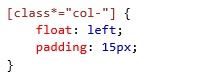 [class*="col-"] {
    float: left;
    padding: 15px;
}